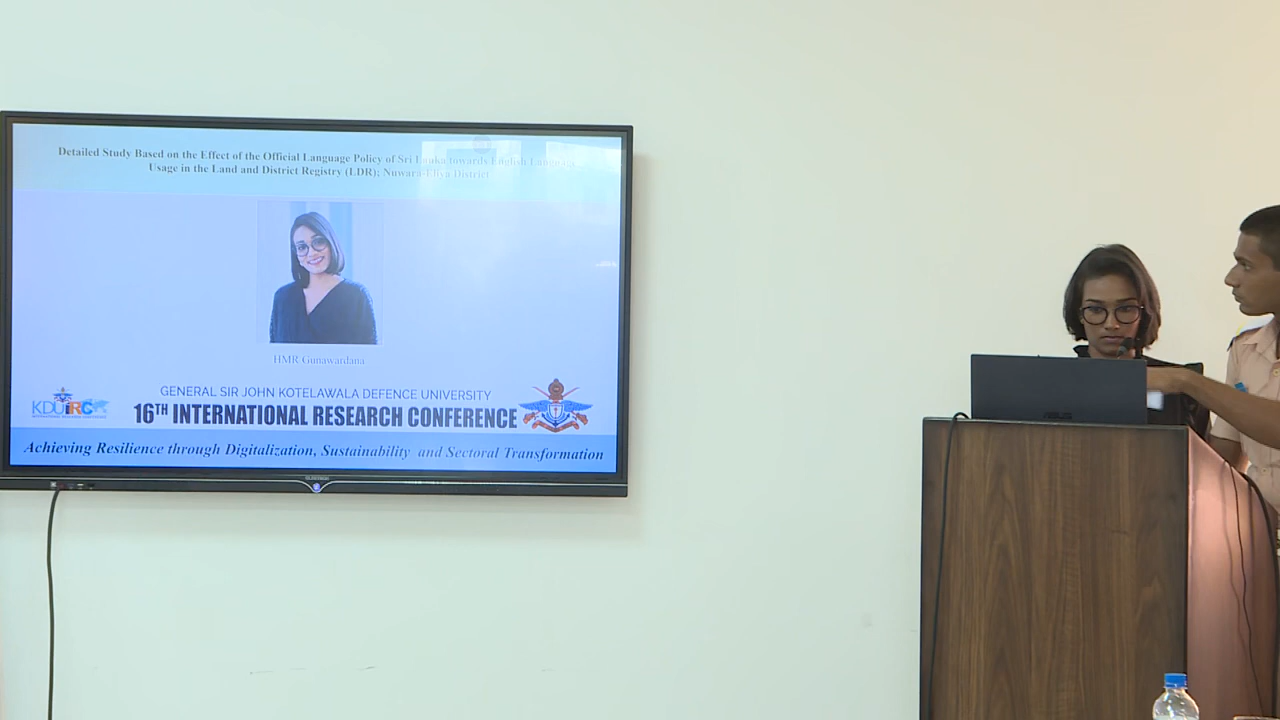 Detailed Study Based on the Effect of the Official Language Policy of Sri Lanka towards English Language
Usage in the Land and District Registry (LDR); Nuwara-Eliya District
HMR Gunawardana
KDU iRC
GENERAL SIR JOHN KOTELAWALA DEFENCE UNIVERSITY
16TH INTERNATIONAL RESEARCH CONFERENCE
Achieving Resilience through Digitalization, Sustainability and Sectoral Transformation
ASUS